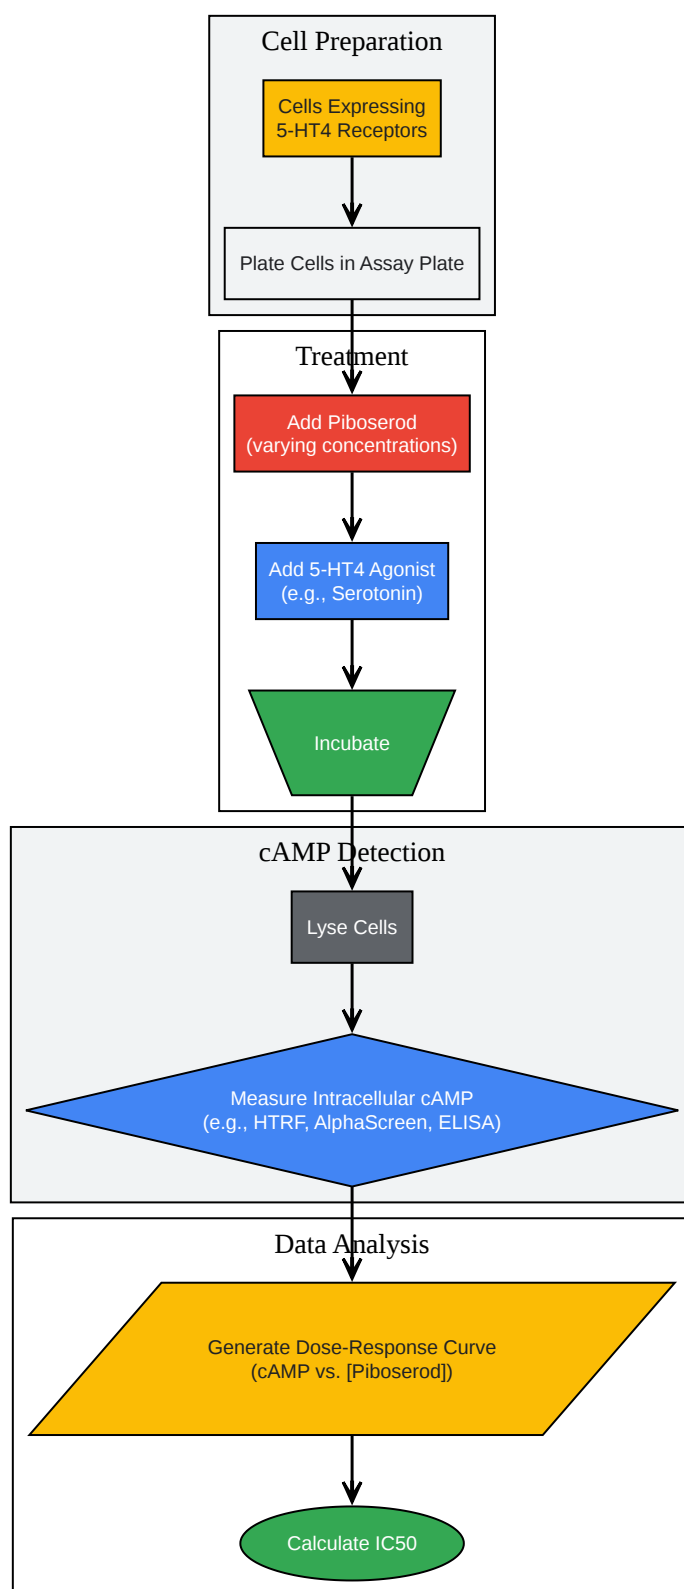 Cell Preparation
Cells Expressing
5-HT4 Receptors
Plate Cells in Assay Plate
Treatment
Add Piboserod
(varying concentrations)
Add 5-HT4 Agonist
(e.g., Serotonin)
Incubate
cAMP Detection
Lyse Cells
Measure Intracellular cAMP
(e.g., HTRF, AlphaScreen, ELISA)
Data Analysis
Generate Dose-Response Curve
(cAMP vs. [Piboserod])
Calculate IC50